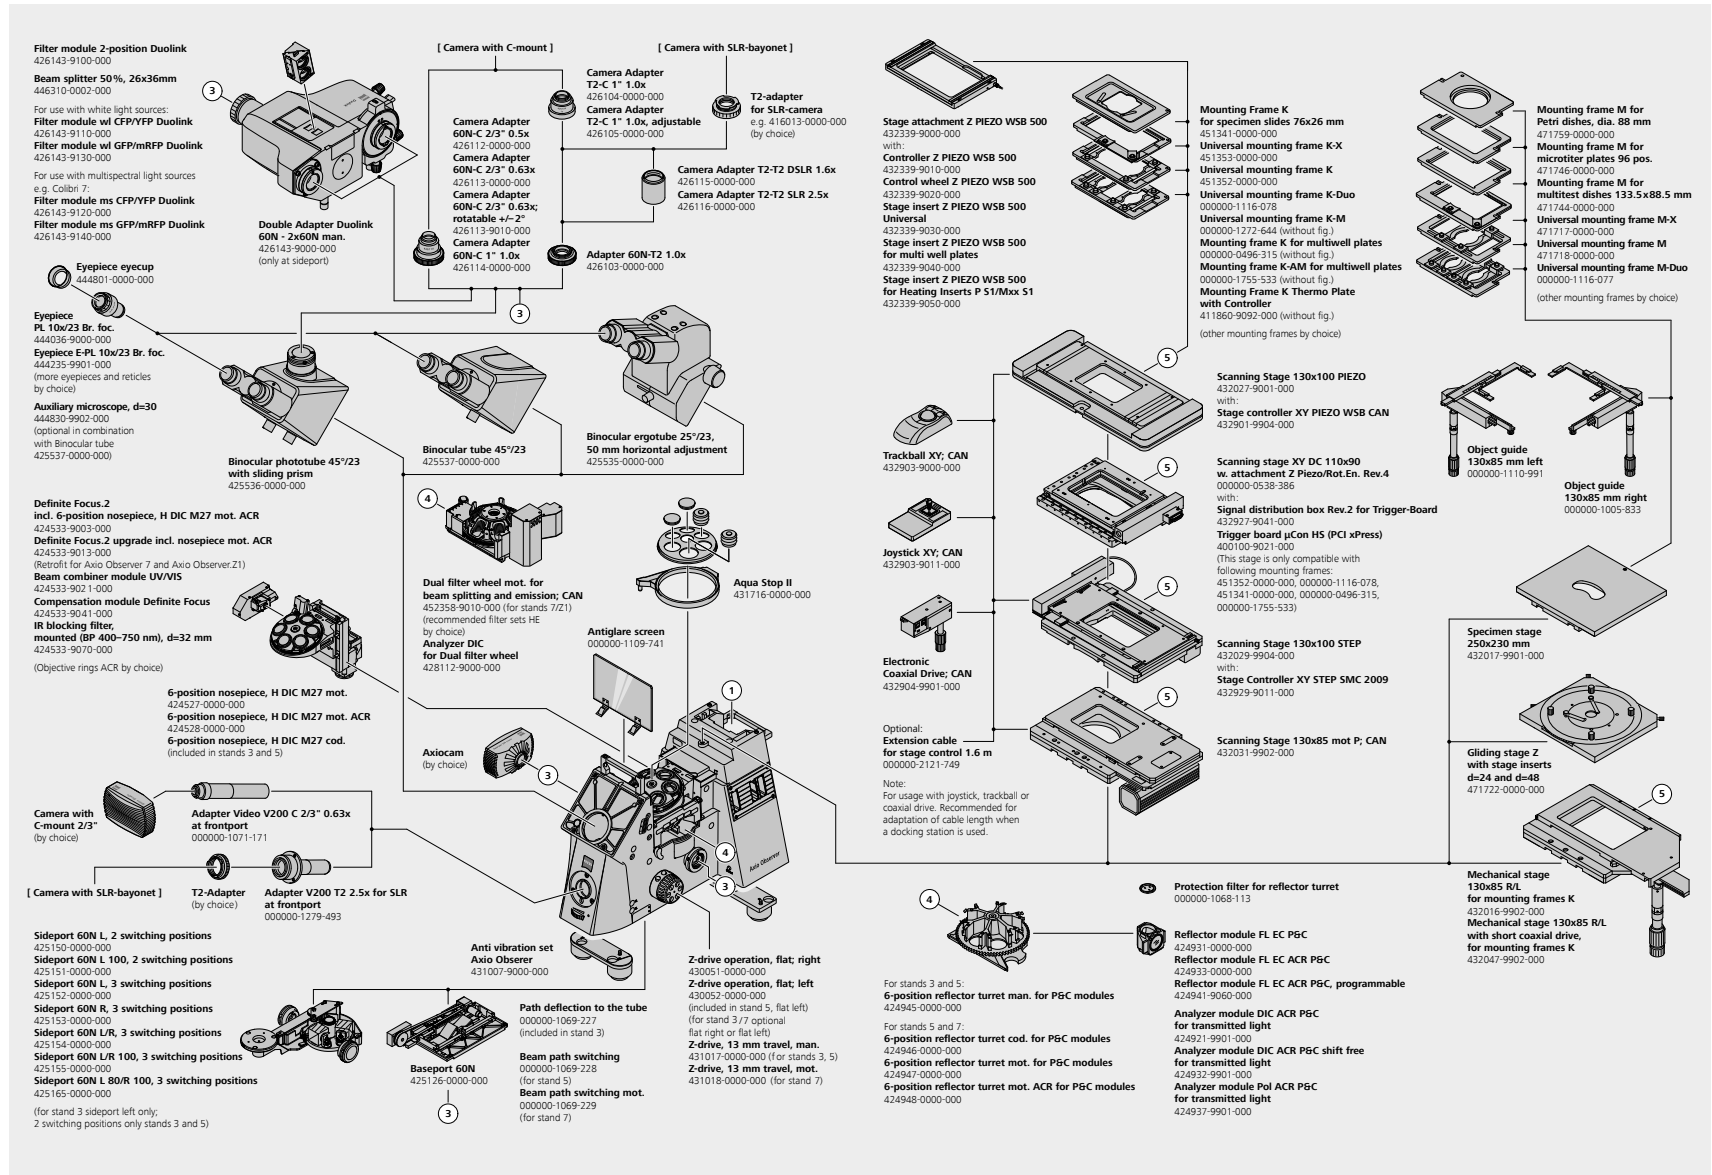 Filter module 2-position Duolink
426143-9100-000
Beam splitter 50%, 26x36mm
446310-0002-000
For use with white light sources:
Filter module wl CFP/YFP Duolink
426143-9110-000
Filter module wl GFP/mRFP Duolink
426143-9130-000
For use with multispectral light sources
e.g. Colibri 7:
Filter module ms CFP/YFP Duolink
426143-9120-000
Filter module ms GFP/mRFP Duolink
426143-9140-000
3
Double Adapter Duolink
60N - 2x60N man.
426143-9000-000
(only at sideport)
[ Camera with C-mount ]
[ Camera with SLR-bayonet ]
Camera Adapter
T2-C 1" 1.0x
426104-0000-000
Camera Adapter
T2-C 1" 1.0x, adjustable
426105-0000-000
T2-adapter
for SLR-camera
e.g. 416013-0000-000
(by choice)
Camera Adapter
60N-C 2/3" 0.5x
426112-0000-000
Camera Adapter
60N-C 2/3" 0.63x
426113-0000-000
Camera Adapter
60N-C 2/3" 0.63x;
rotatable +/−2°
426113-9010-000
Camera Adapter
60N-C 1" 1.0x
426114-0000-000
Camera Adapter T2-T2 DSLR 1.6x
426115-0000-000
Camera Adapter T2-T2 SLR 2.5x
426116-0000-000
Adapter 60N-T2 1.0x
426103-0000-000
3
Eyepiece eyecup
444801-0000-000
Eyepiece
PL 10x/23 Br. foc.
444036-9000-000
Eyepiece E-PL 10x/23 Br. foc.
444235-9901-000
(more eyepieces and reticles
by choice)
Auxiliary microscope, d=30
444830-9902-000
(optional in combination
with Binocular tube
425537-0000-000)
Binocular phototube 45°/23
with sliding prism
425536-0000-000
Binocular tube 45°/23
425537-0000-000
Binocular ergotube 25°/23,
50 mm horizontal adjustment
425535-0000-000
Definite Focus.2
incl. 6-position nosepiece, H DIC M27 mot. ACR
424533-9003-000
Definite Focus.2 upgrade incl. nosepiece mot. ACR
424533-9013-000
(Retrofit for Axio Observer 7 and Axio Observer.Z1)
Beam combiner module UV/VIS
424533-9021-000
Compensation module Definite Focus
424533-9041-000
IR blocking filter,
mounted (BP 400–750 nm), d=32 mm
424533-9070-000
(Objective rings ACR by choice)
6-position nosepiece, H DIC M27 mot.
424527-0000-000
6-position nosepiece, H DIC M27 mot. ACR
424528-0000-000
6-position nosepiece, H DIC M27 cod.
(included in stands 3 and 5)
4
Dual filter wheel mot. for
beam splitting and emission; CAN
452358-9010-000 (for stands 7/Z1)
(recommended filter sets HE
by choice)
Analyzer DIC
for Dual filter wheel
428112-9000-000
Aqua Stop II
431716-0000-000
Antiglare screen
000000-1109-741
1
Axiocam
(by choice)
3
4
3
Axio Observer
Camera with
C-mount 2/3"
(by choice)
Adapter Video V200 C 2/3" 0.63x
at frontport
000000-1071-171
[ Camera with SLR-bayonet ]
T2-Adapter
(by choice)
Adapter V200 T2 2.5x for SLR
at frontport
000000-1279-493
Sideport 60N L, 2 switching positions
425150-0000-000
Sideport 60N L 100, 2 switching positions
425151-0000-000
Sideport 60N L, 3 switching positions
425152-0000-000
Sideport 60N R, 3 switching positions
425153-0000-000
Sideport 60N L/R, 3 switching positions
425154-0000-000
Sideport 60N L/R 100, 3 switching positions
425155-0000-000
Sideport 60N L 80/R 100, 3 switching positions
425165-0000-000
(for stand 3 sideport left only;
2 switching positions only stands 3 and 5)
Anti vibration set
Axio Obserer
431007-9000-000
Baseport 60N
425126-0000-000
3
Path deflection to the tube
000000-1069-227
(included in stand 3)
Beam path switching
000000-1069-228
(for stand 5)
Beam path switching mot.
000000-1069-229
(for stand 7)
Z-drive operation, flat; right
430051-0000-000
Z-drive operation, flat; left
430052-0000-000
(included in stand 5, flat left)
(for stand 3/7 optional
flat right or flat left)
Z-drive, 13 mm travel, man.
431017-0000-000 (for stands 3, 5)
Z-drive, 13 mm travel, mot.
431018-0000-000 (for stand 7)
Stage attachment Z PIEZO WSB 500
432339-9000-000
with:
Controller Z PIEZO WSB 500
432339-9010-000
Control wheel Z PIEZO WSB 500
432339-9020-000
Stage insert Z PIEZO WSB 500
Universal
432339-9030-000
Stage insert Z PIEZO WSB 500
for multi well plates
432339-9040-000
Stage insert Z PIEZO WSB 500
for Heating Inserts P S1/Mxx S1
432339-9050-000
Mounting Frame K
for specimen slides 76x26 mm
451341-0000-000
Universal mounting frame K-X
451353-0000-000
Universal mounting frame K
451352-0000-000
Universal mounting frame K-Duo
000000-1116-078
Universal mounting frame K-M
000000-1272-644 (without fig.)
Mounting frame K for multiwell plates
000000-0496-315 (without fig.)
Mounting frame K-AM for multiwell plates
000000-1755-533 (without fig.)
Mounting Frame K Thermo Plate
with Controller
411860-9092-000 (without fig.)
(other mounting frames by choice)
Mounting frame M for
Petri dishes, dia. 88 mm
471759-0000-000
Mounting frame M for
microtiter plates 96 pos.
471746-0000-000
Mounting frame M for
multitest dishes 133.5x88.5 mm
471744-0000-000
Universal mounting frame M-X
471717-0000-000
Universal mounting frame M
471718-0000-000
Universal mounting frame M-Duo
000000-1116-077
(other mounting frames by choice)
5
Scanning Stage 130x100 PIEZO
432027-9001-000
with:
Stage controller XY PIEZO WSB CAN
432901-9904-000
Trackball XY; CAN
432903-9000-000
5
Scanning stage XY DC 110x90
w. attachment Z Piezo/Rot.En. Rev.4
000000-0538-386
with:
Signal distribution box Rev.2 for Trigger-Board
432927-9041-000
Trigger board µCon HS (PCI xPress)
400100-9021-000
(This stage is only compatible with
following mounting frames:
451352-0000-000, 000000-1116-078,
451341-0000-000, 000000-0496-315,
000000-1755-533)
Joystick XY; CAN
432903-9011-000
5
Electronic
Coaxial Drive; CAN
432904-9901-000
Scanning Stage 130x100 STEP
432029-9904-000
with:
Stage Controller XY STEP SMC 2009
432929-9011-000
5
Optional:
Extension cable
for stage control 1.6 m
000000-2121-749
Scanning Stage 130x85 mot P; CAN
432031-9902-000
Note:
For usage with joystick, trackball or
coaxial drive. Recommended for
adaptation of cable length when
a docking station is used.
Object guide
130x85 mm left
000000-1110-991
Object guide
130x85 mm right
000000-1005-833
Specimen stage
250x230 mm
432017-9901-000
Gliding stage Z
with stage inserts
d=24 and d=48
471722-0000-000
5
Mechanical stage
130x85 R/L
for mounting frames K
432016-9902-000
Mechanical stage 130x85 R/L
with short coaxial drive,
for mounting frames K
432047-9902-000
4
For stands 3 and 5:
6-position reflector turret man. for P&C modules
424945-0000-000
For stands 5 and 7:
6-position reflector turret cod. for P&C modules
424946-0000-000
6-position reflector turret mot. for P&C modules
424947-0000-000
6-position reflector turret mot. ACR for P&C modules
424948-0000-000
Protection filter for reflector turret
000000-1068-113
Reflector module FL EC P&C
424931-0000-000
Reflector module FL EC ACR P&C
424933-0000-000
Reflector module FL EC ACR P&C, programmable
424941-9060-000
Analyzer module DIC ACR P&C
for transmitted light
424921-9901-000
Analyzer module DIC ACR P&C shift free
for transmitted light
424932-9901-000
Analyzer module Pol ACR P&C
for transmitted light
424937-9901-000